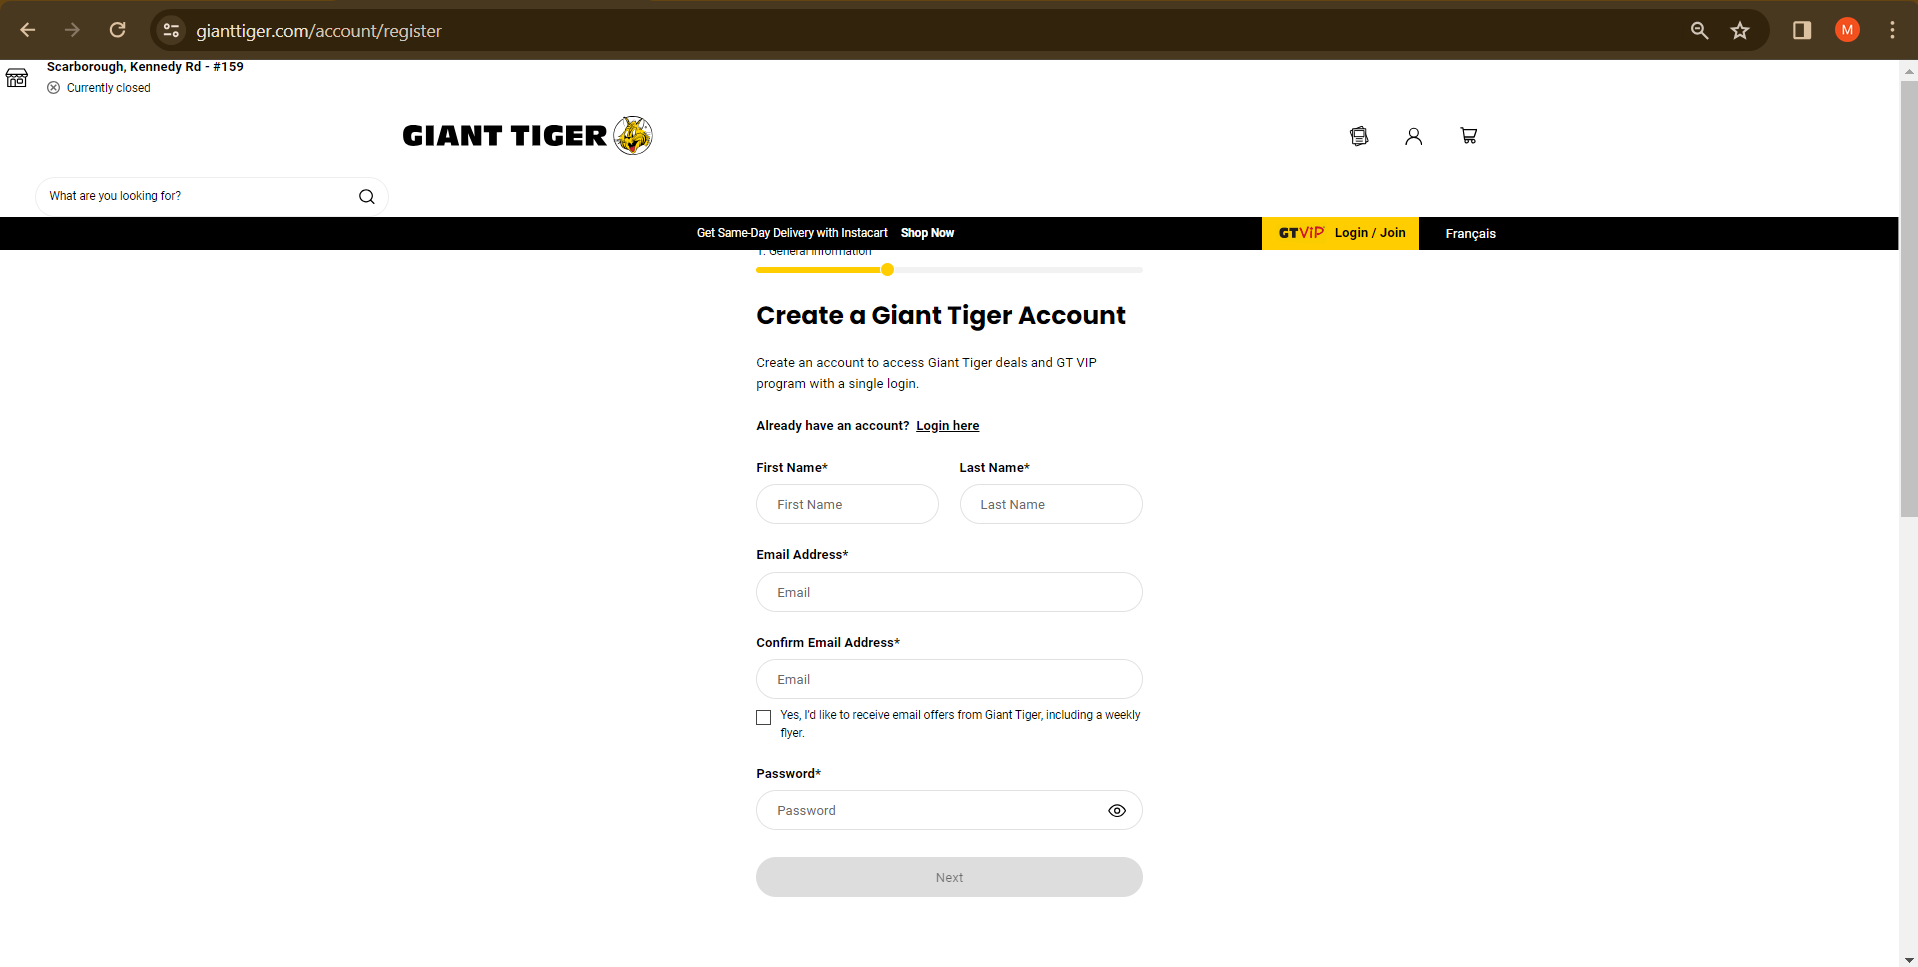 gianttiger.com/account/register
M
Scarborough, Kennedy Rd - #159
Currently closed
GIANT TIGER
What are you looking for?
Get Same-Day Delivery with Instacart Shop Now
GTVIP Login / Join
Français
1. General Information
Create a Giant Tiger Account
Create an account to access Giant Tiger deals and GT VIP
program with a single login.
Already have an account? Login here
First Name* Last Name*
First Name Last Name
Email Address*
Email
Confirm Email Address*
Email
Yes, I'd like to receive email offers from Giant Tiger, including a weekly
flyer.
Password*
Password
Next